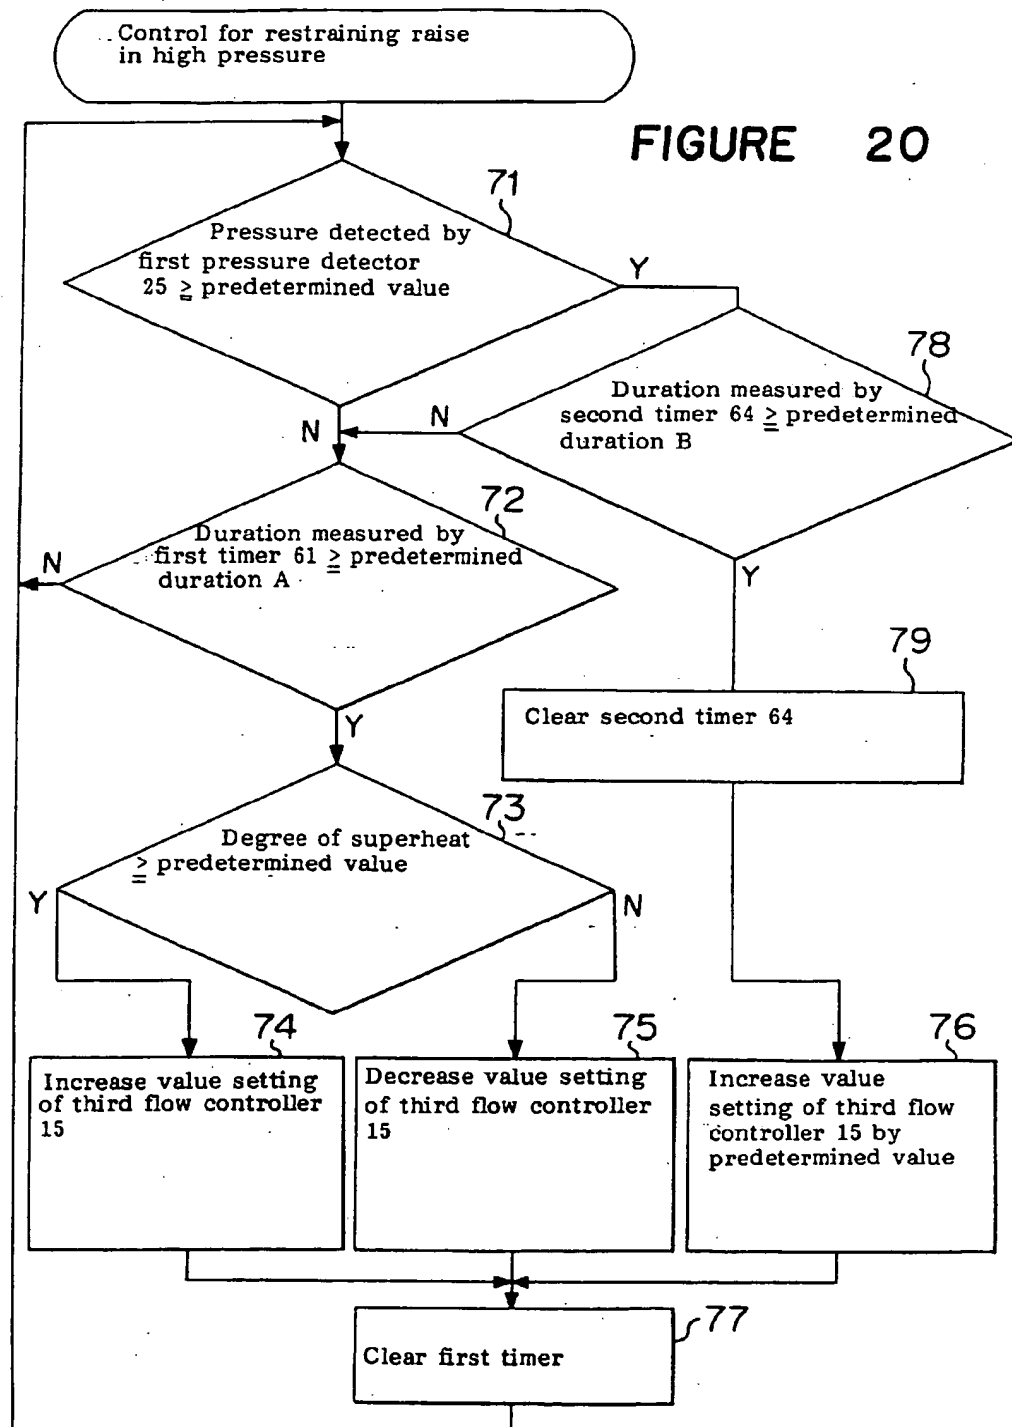 Control for restraining raise
in high pressure
FIGURE 20
71
Pressure detected by
first pressure detector
25 ≧ predetermined value
Y
N
78
Duration measured by
second timer 64 ≧ predetermined
duration B
N
Y
72
Duration measured by
first timer 61 ≧ predetermined
duration A
N
Y
79
Clear second timer 64
73
Degree of superheat
≧ predetermined value
Y
N
74
Increase value setting
of third flow controller
15
75
Decrease value setting
of third flow controller
15
76
Increase value
setting of third flow
controller 15 by
predetermined value
77
Clear first timer